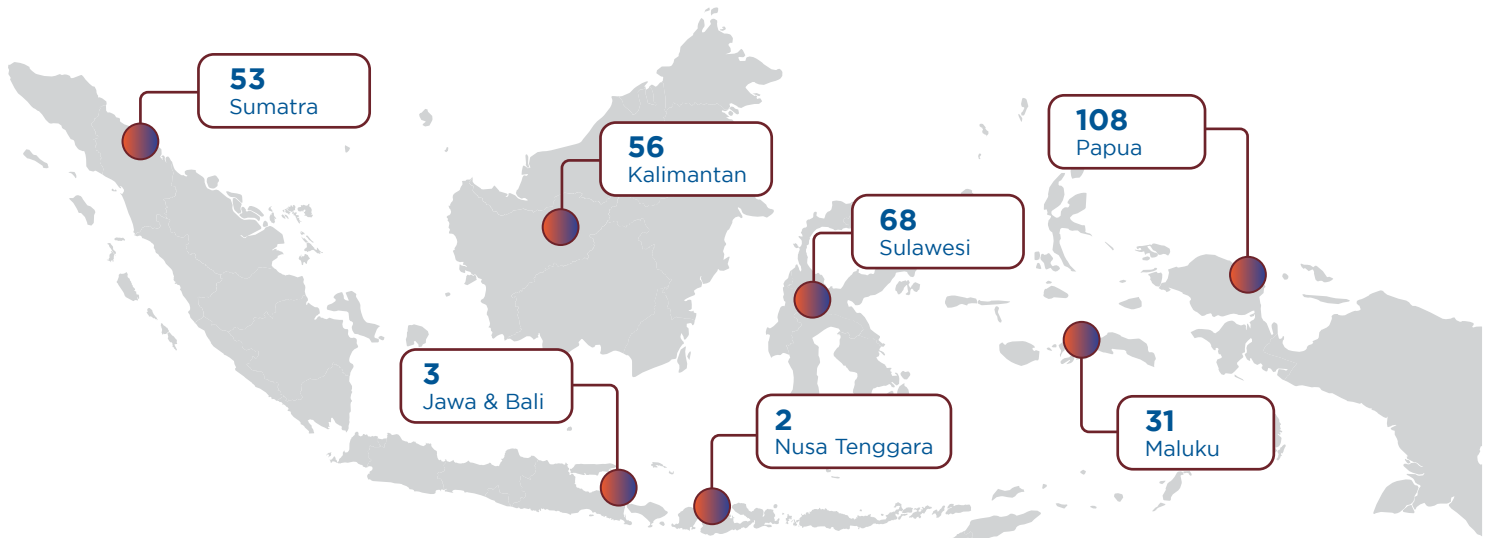 53
Sumatra
56
Kalimantan
108
Papua
68
Sulawesi
3
Jawa & Bali
2
Nusa Tenggara
31
Maluku